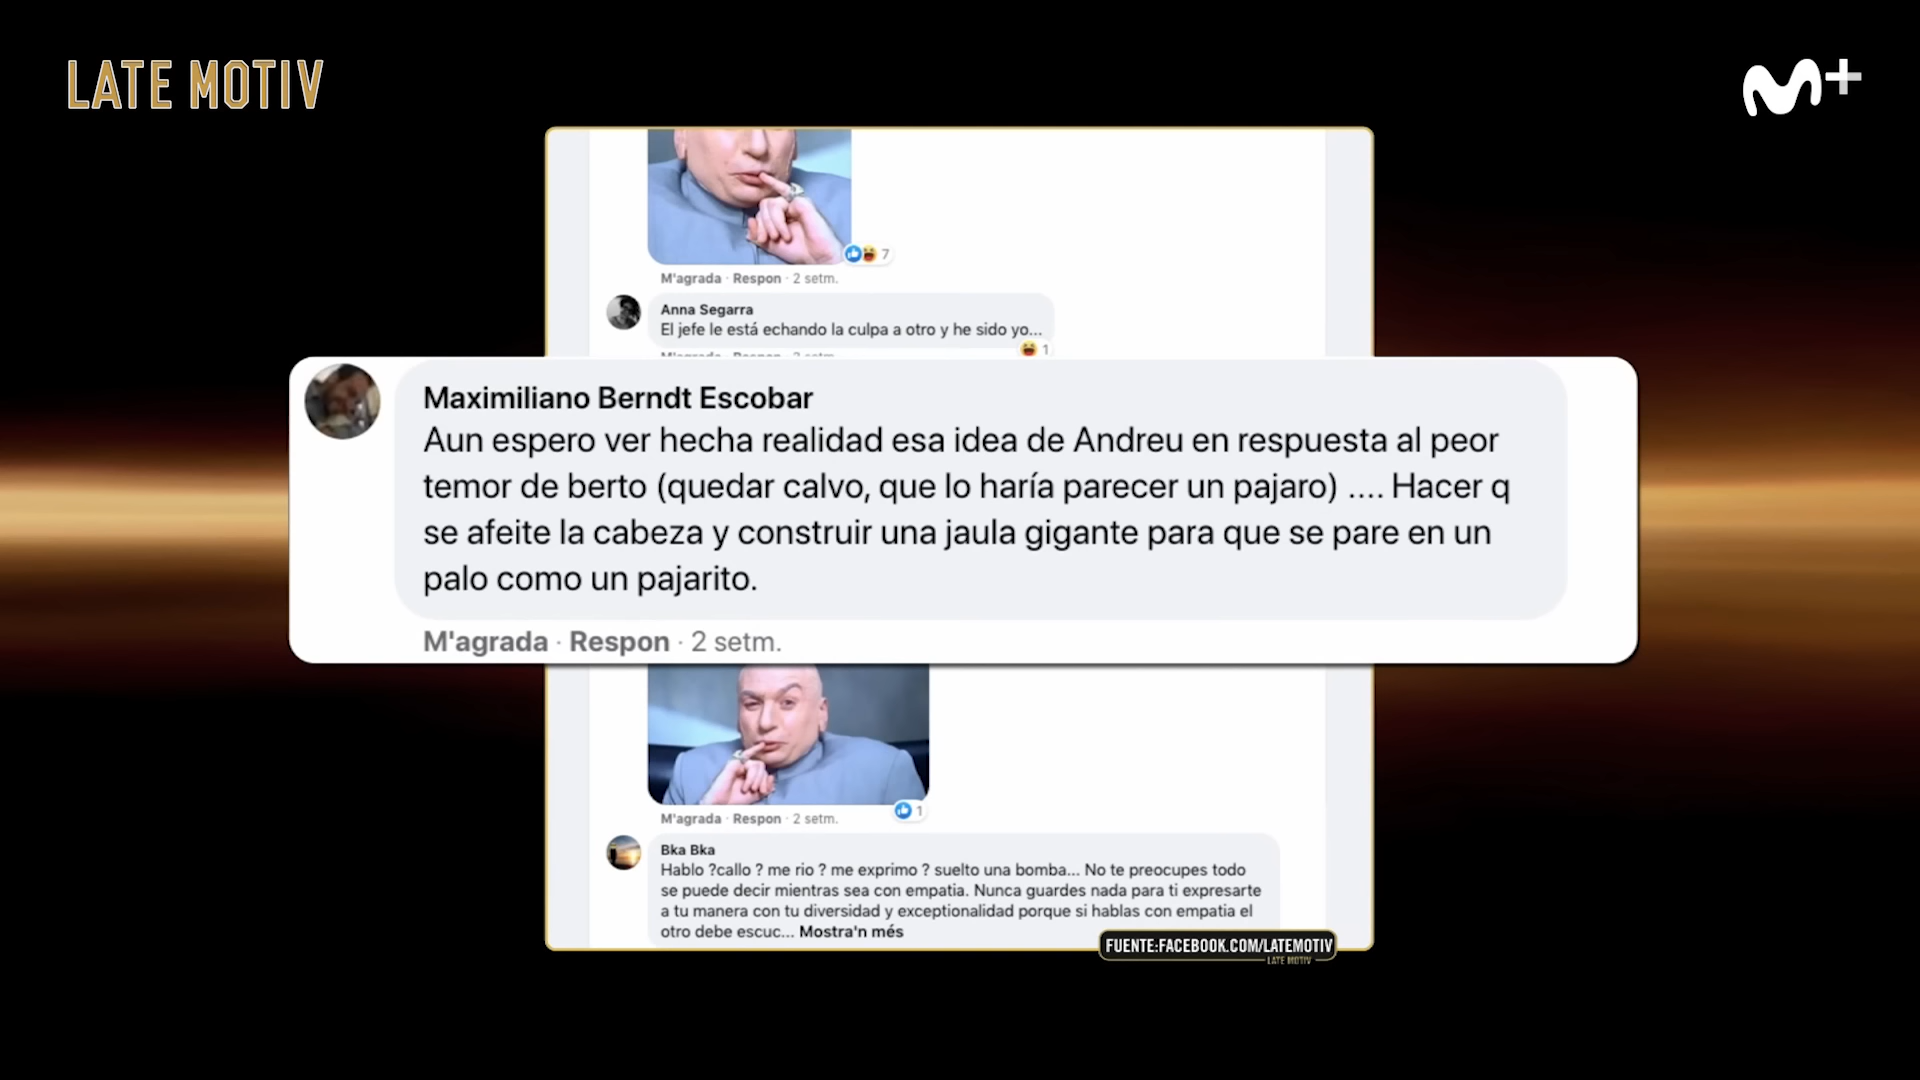 LATE MOTIV
M+
7
M'agrada · Respon · 2 setm.
Anna Segarra
El jefe le está echando la culpa a otro y he sido yo...
1
M'agrada · Respon · 2 setm.
Maximiliano Berndt Escobar
Aun espero ver hecha realidad esa idea de Andreu en respuesta al peor
temor de berto (quedar calvo, que lo haría parecer un pajaro) .... Hacer q
se afeite la cabeza y construir una jaula gigante para que se pare en un
palo como un pajarito.
M'agrada · Respon · 2 setm.
1
M'agrada · Respon · 2 setm.
Bka Bka
Hablo ?callo ? me rio ? me exprimo ? suelto una bomba... No te preocupes todo
se puede decir mientras sea con empatia. Nunca guardes nada para ti expresarte
a tu manera con tu diversidad y exceptionalidad porque si hablas con empatia el
otro debe escuc... Mostra'n més
FUENTE:FACEBOOK.COM/LATEMOTIV
LATE MOTIV